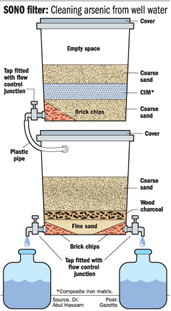 SONO filter: Cleaning arsenic from well water
Cover
Empty space
Tap fitted with
flow control
junction
Coarse
sand
CIM*
Brick chips
Coarse
sand
Cover
Plastic
pipe
Coarse
sand
Wood
charcoal
Fine sand
Brick chips
Tap fitted with
flow control
junction
*Composite iron matrix.
Source. Dr.
Abul Hassam
Post-
Gazette